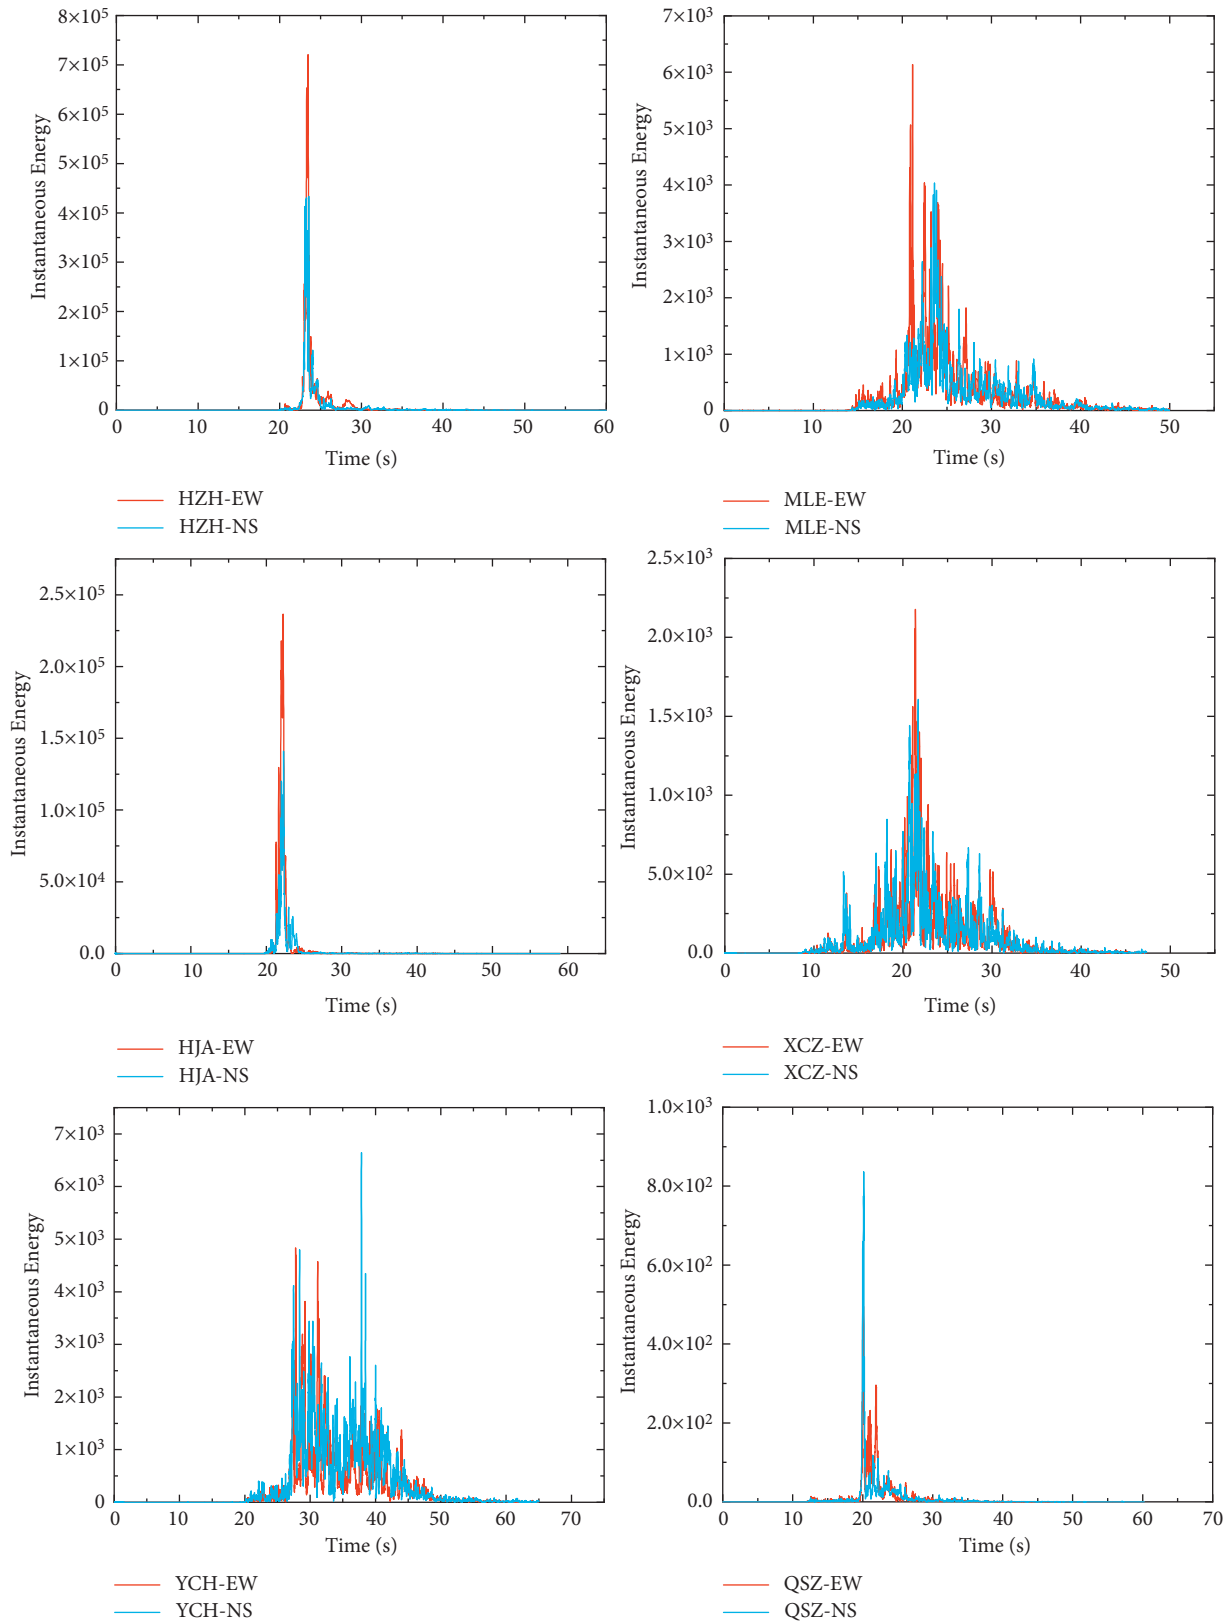 Instantaneous Energy
8×10⁵
7×10⁵
6×10⁵
5×10⁵
4×10⁵
3×10⁵
2×10⁵
1×10⁵
0
0 10 20 30 40 50 60
Time (s)
HZH-EW
HZH-NS
Instantaneous Energy
7×10³
6×10³
5×10³
4×10³
3×10³
2×10³
1×10³
0
0 10 20 30 40 50
Time (s)
MLE-EW
MLE-NS
Instantaneous Energy
2.5×10⁵
2.0×10⁵
1.5×10⁵
1.0×10⁵
5.0×10⁴
0.0
0 10 20 30 40 50 60
Time (s)
HJA-EW
HJA-NS
Instantaneous Energy
2.5×10³
2.0×10³
1.5×10³
1.0×10³
5.0×10²
0
0 10 20 30 40 50
Time (s)
XCZ-EW
XCZ-NS
Instantaneous Energy
7×10³
6×10³
5×10³
4×10³
3×10³
2×10³
1×10³
0
0 10 20 30 40 50 60 70
Time (s)
YCH-EW
YCH-NS
Instantaneous Energy
1.0×10³
8.0×10²
6.0×10²
4.0×10²
2.0×10²
0.0
0 10 20 30 40 50 60 70
Time (s)
QSZ-EW
QSZ-NS